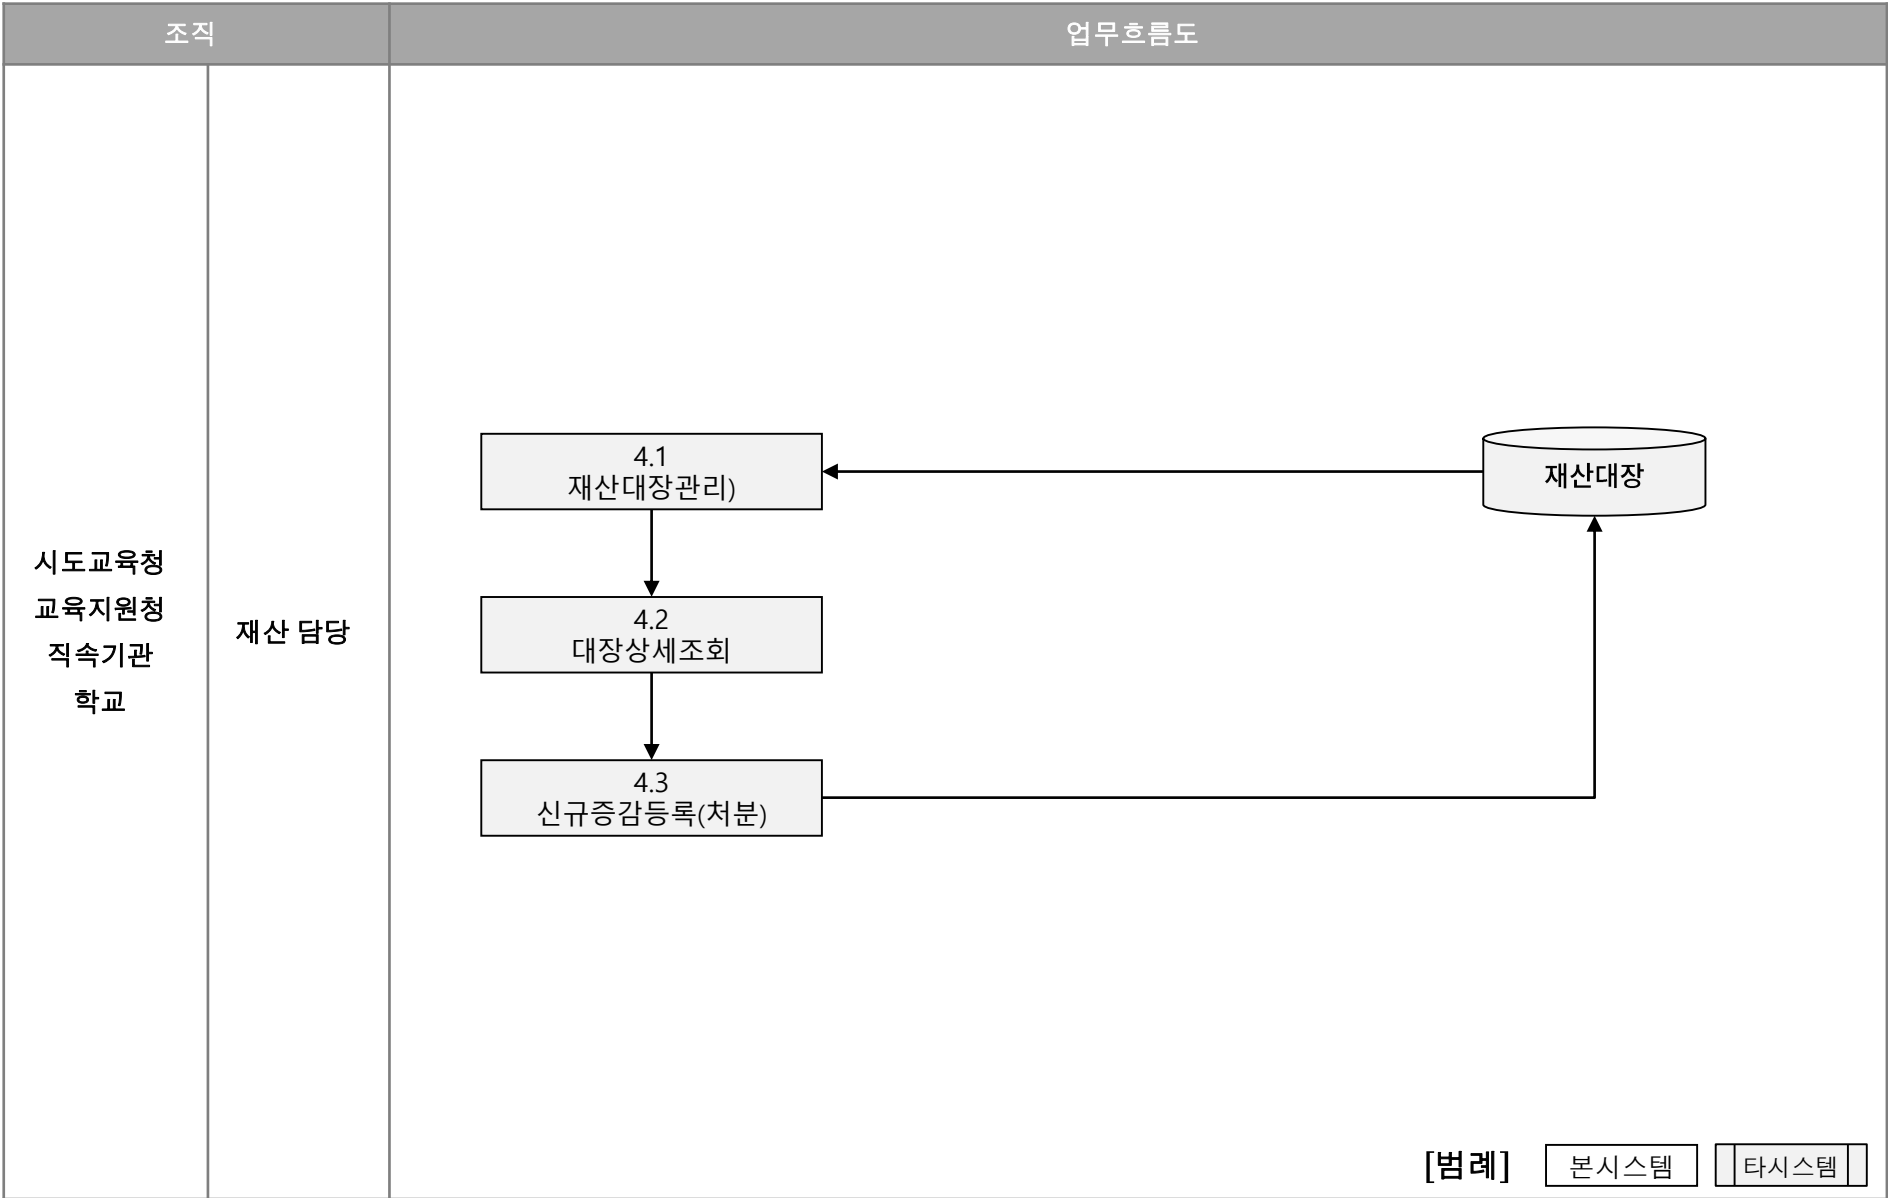 조직
업무흐름도
시도교육청
교육지원청
직속기관
학교
재산 담당
4.1
재산대장관리)
재산대장
4.2
대장상세조회
4.3
신규증감등록(처분)
[범례]
본시스템
타시스템